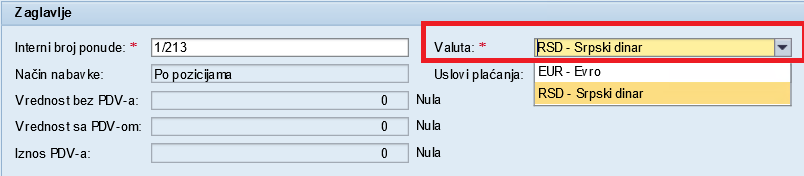 Zaglavlje
Interni broj ponude: * 1/213
Valuta: * RSD - Srpski dinar
Način nabavke: Po pozicijama
Uslovi plaćanja:
EUR - Evro
RSD - Srpski dinar
Vrednost bez PDV-a: 0 Nula
Vrednost sa PDV-om: 0 Nula
Iznos PDV-a: 0 Nula